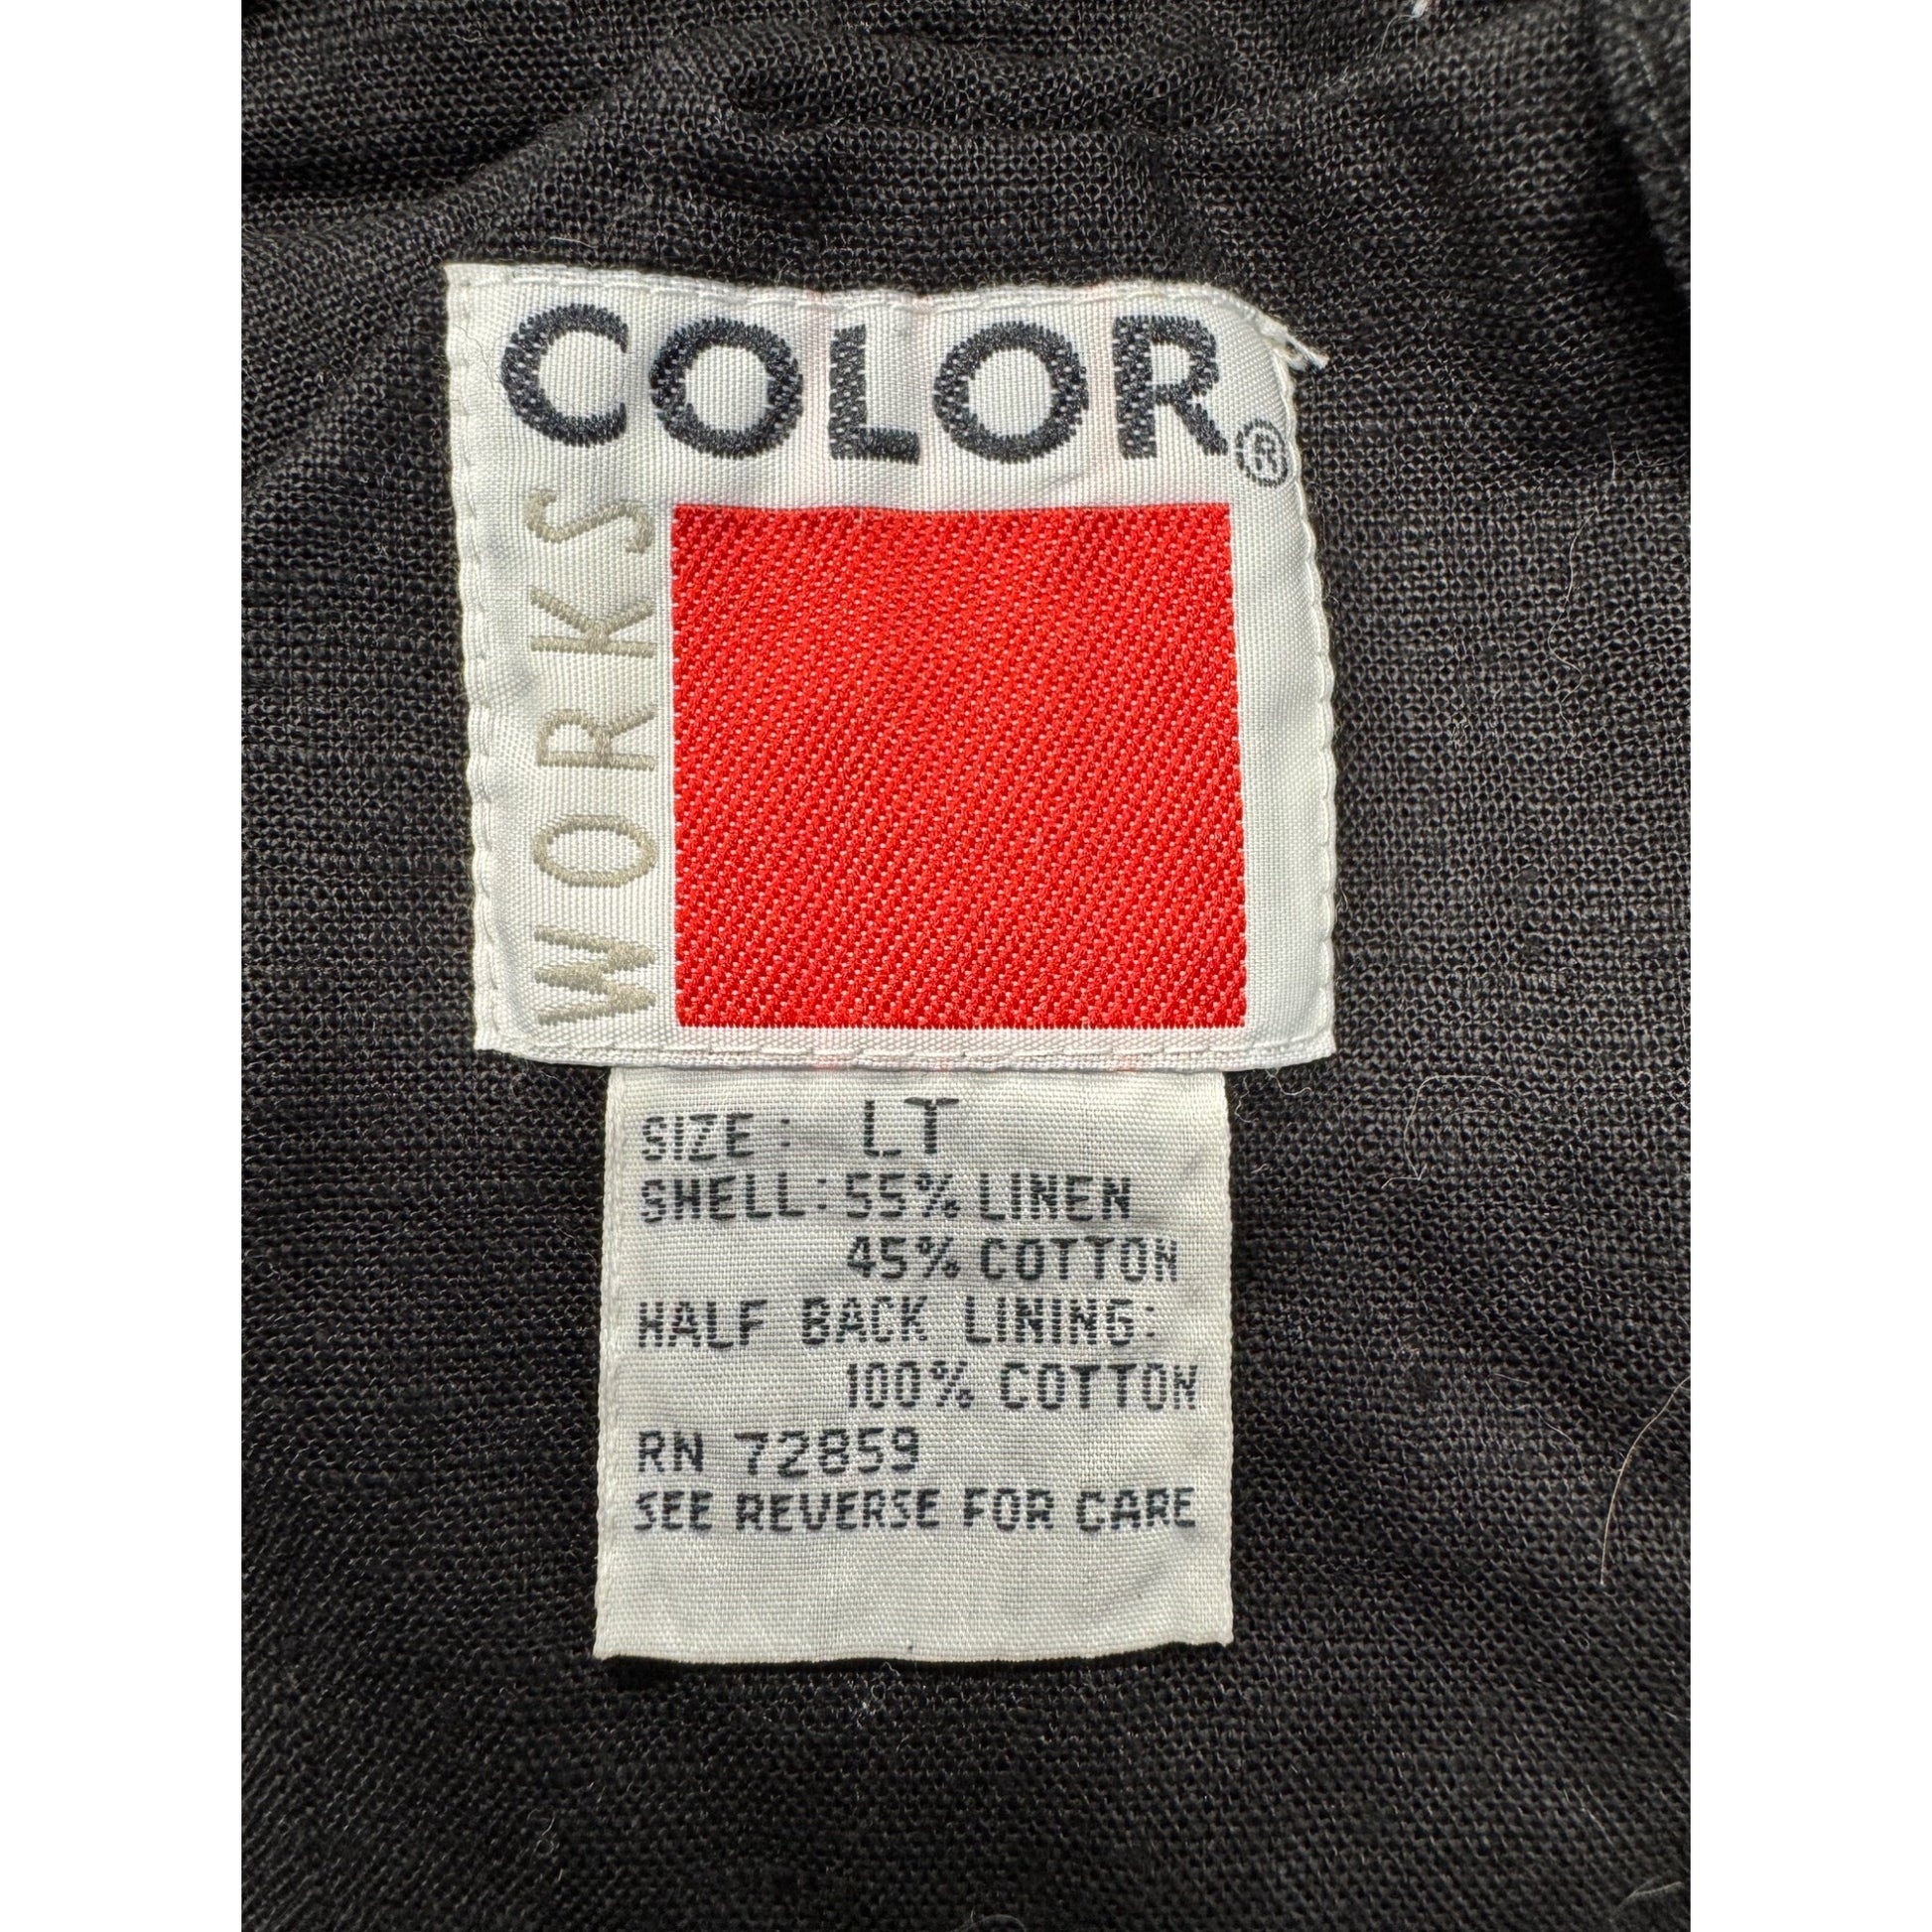 COLOR®
WORKS
SIZE: LT
SHELL: 55% LINEN
45% COTTON
HALF BACK LINING:
100% COTTON
RN 72859
SEE REVERSE FOR CARE